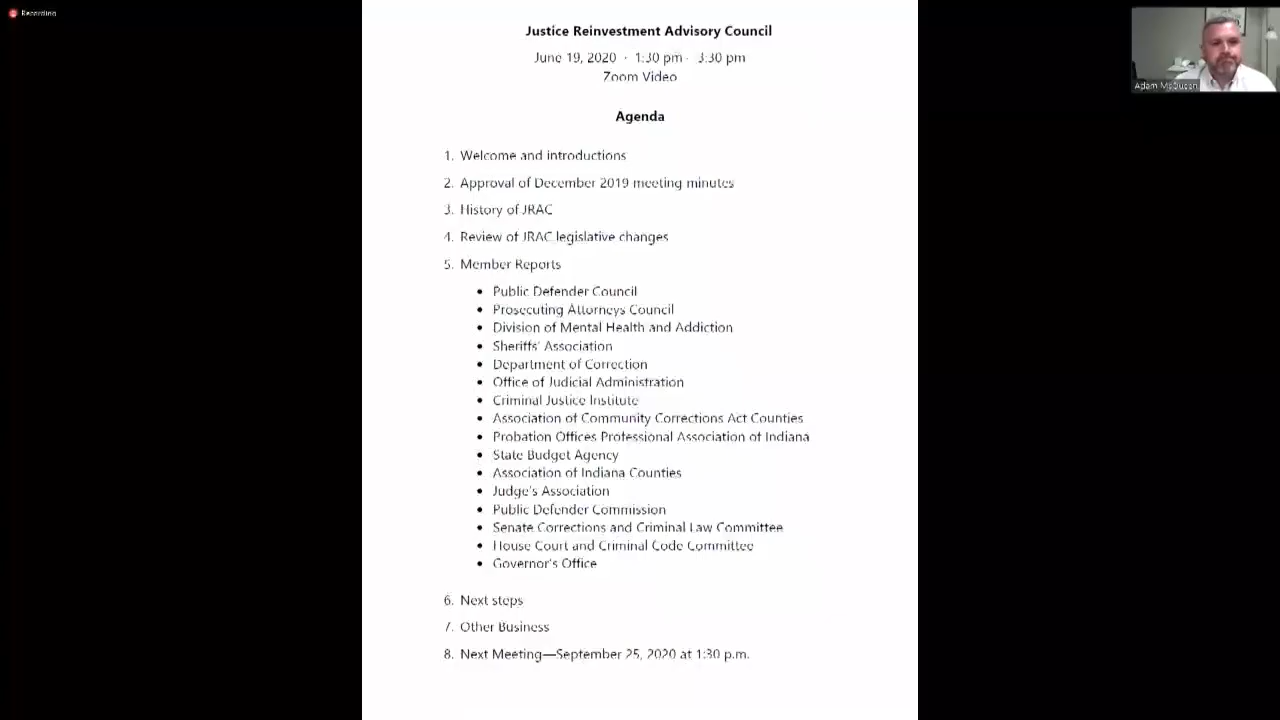 Recording
Justice Reinvestment Advisory Council
June 19, 2020 · 1:30 pm - 3:30 pm
Zoom Video
Adam McQueen
Agenda
1. Welcome and introductions
2. Approval of December 2019 meeting minutes
3. History of JRAC
4. Review of JRAC legislative changes
5. Member Reports
• Public Defender Council
• Prosecuting Attorneys Council
• Division of Mental Health and Addiction
• Sheriffs' Association
• Department of Correction
• Office of Judicial Administration
• Criminal Justice Institute
• Association of Community Corrections Act Counties
• Probation Offices Professional Association of Indiana
• State Budget Agency
• Association of Indiana Counties
• Judge's Association
• Public Defender Commission
• Senate Corrections and Criminal Law Committee
• House Court and Criminal Code Committee
• Governor's Office
6. Next steps
7. Other Business
8. Next Meeting—September 25, 2020 at 1:30 p.m.